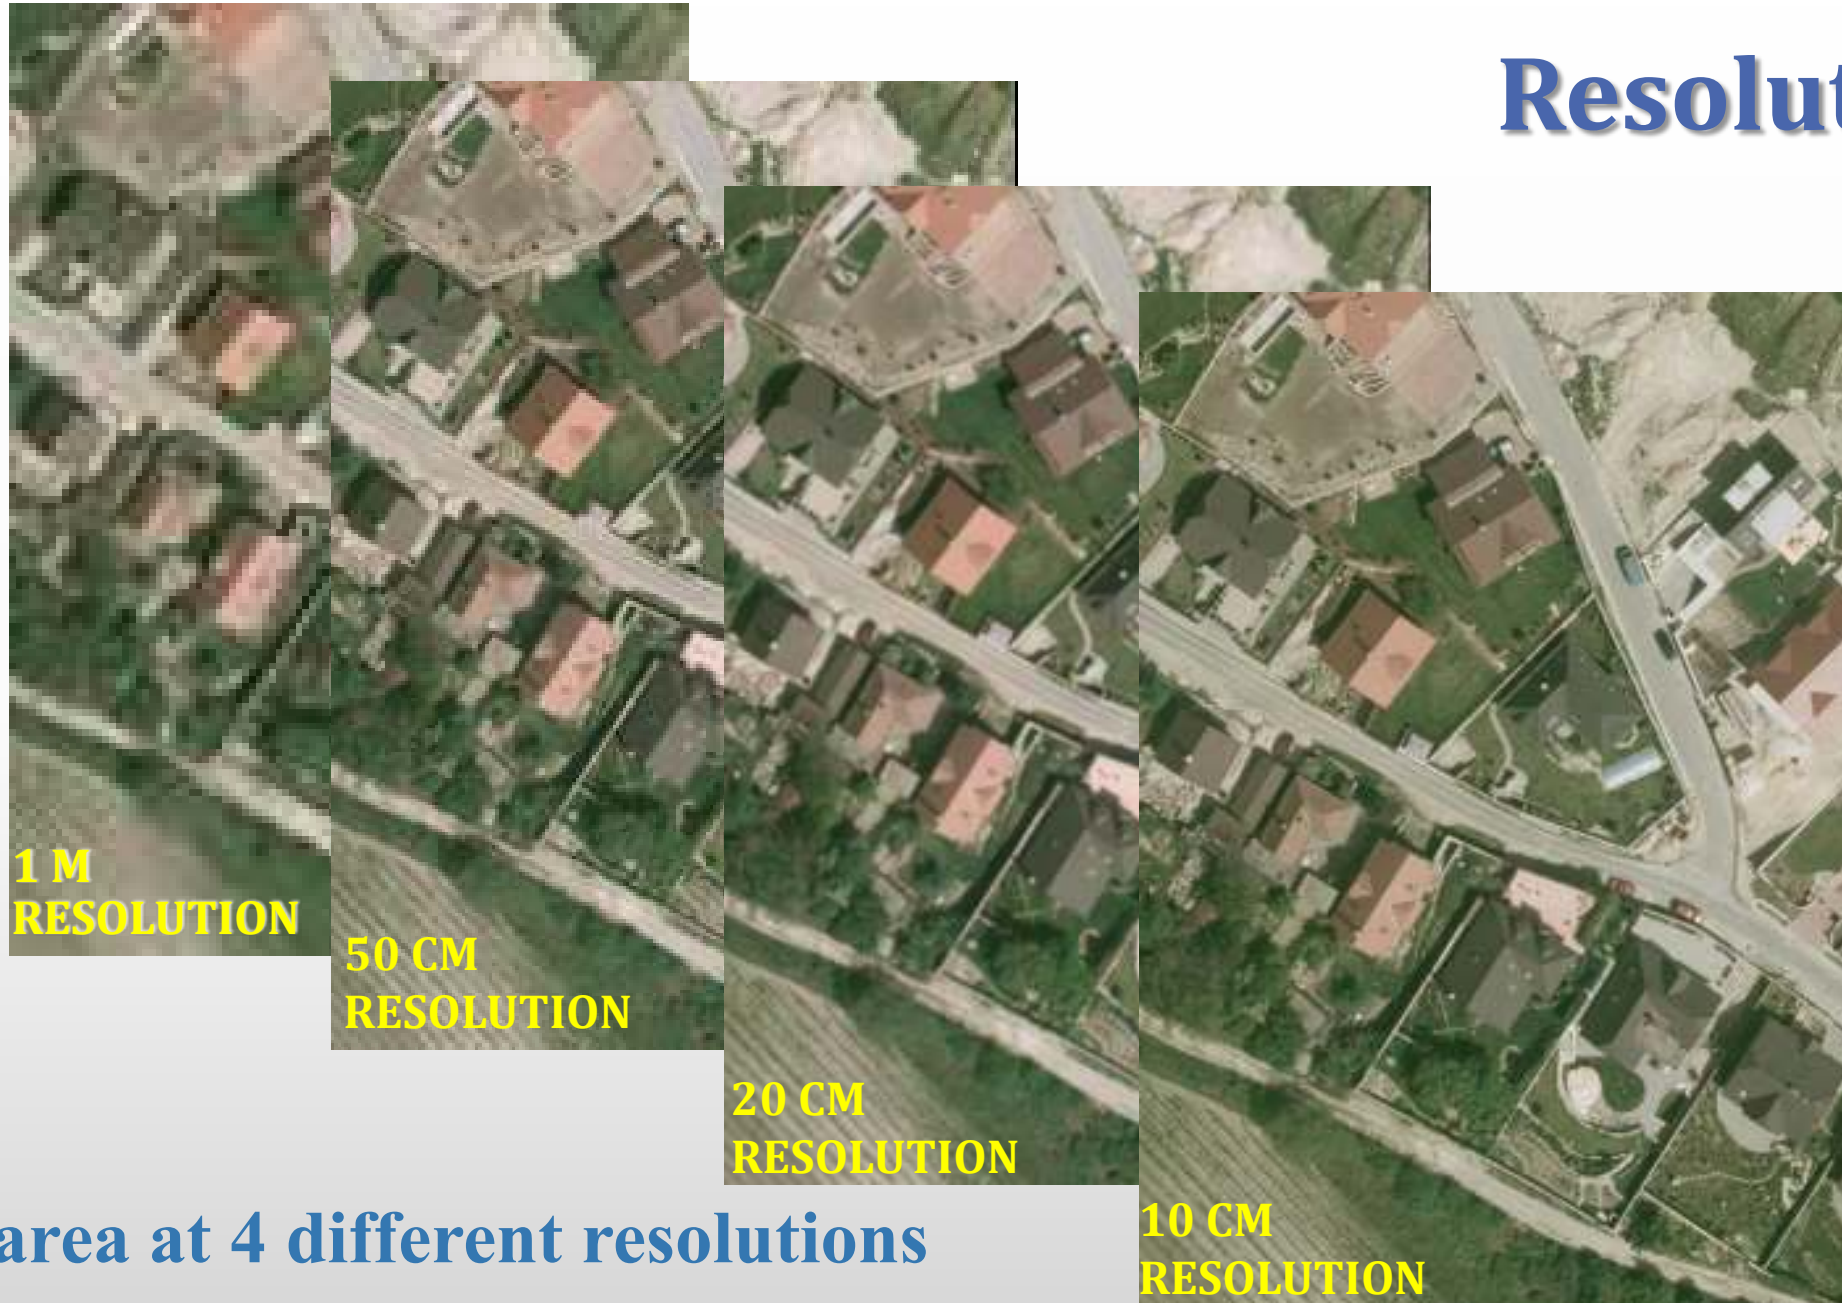 Resolut
1 M
RESOLUTION
50 CM
RESOLUTION
20 CM
RESOLUTION
10 CM
RESOLUTION
area at 4 different resolutions